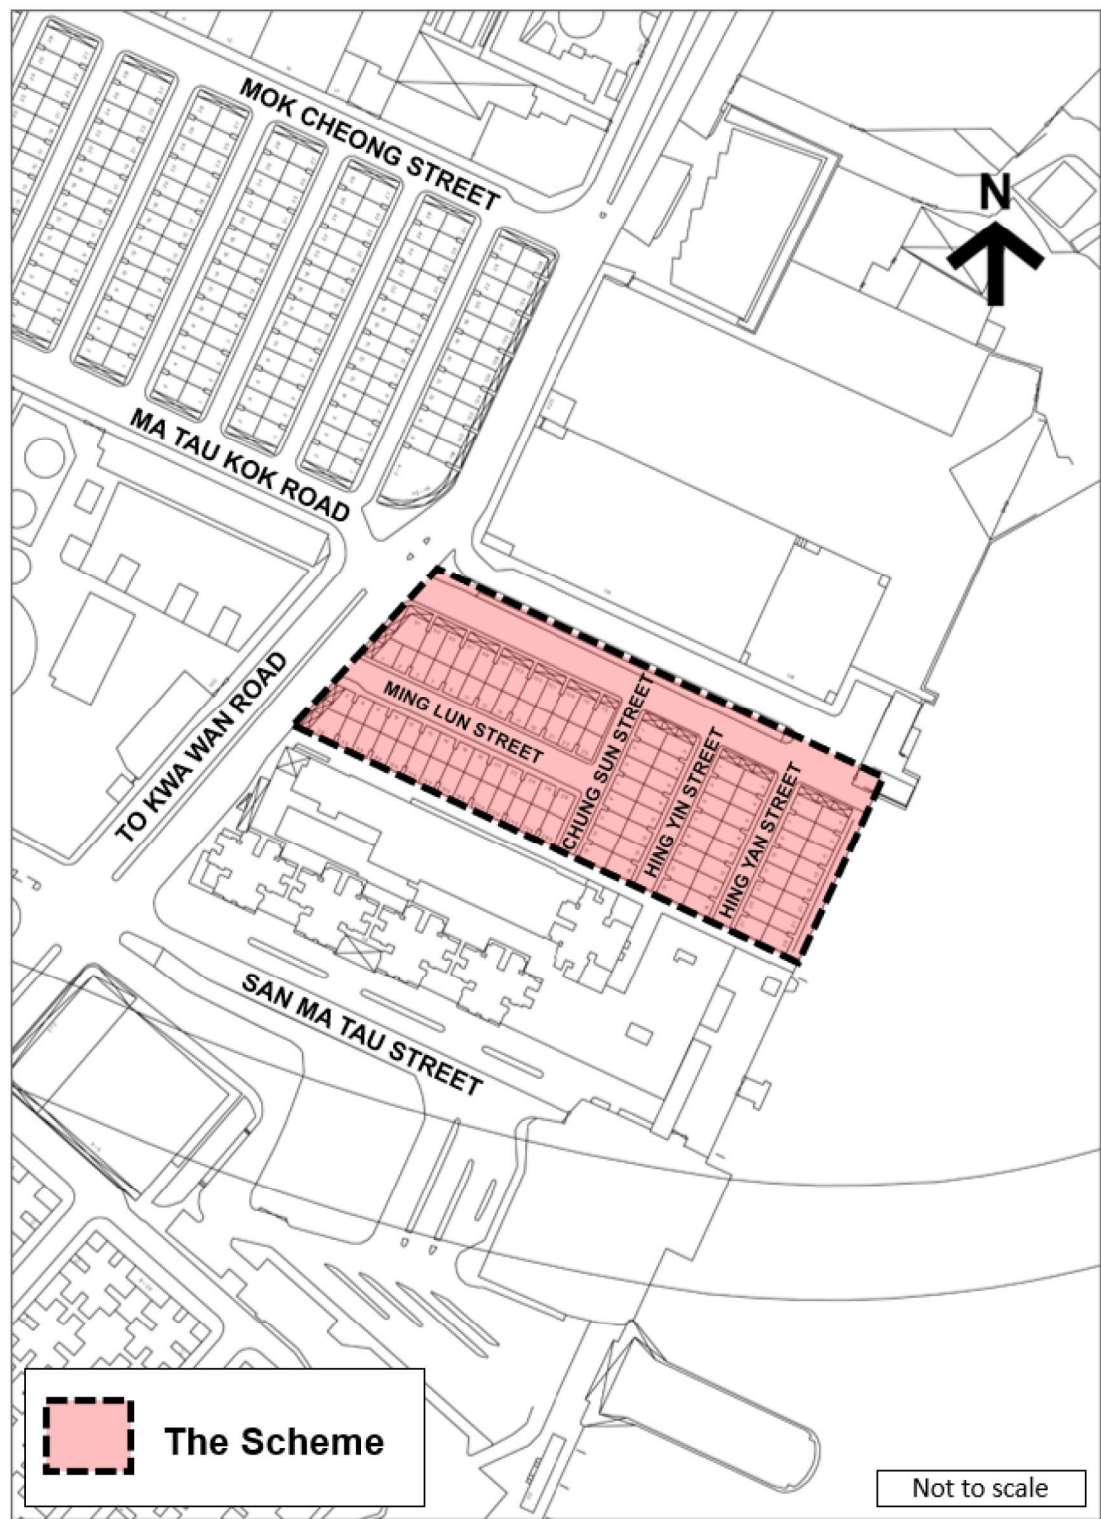 MOK CHEONG STREET
N
MA TAU KOK ROAD
TO KWA WAN ROAD
MING LUN STREET
CHUNG SUN STREET
HING YIN STREET
HING YAN STREET
SAN MA TAU STREET
The Scheme
Not to scale